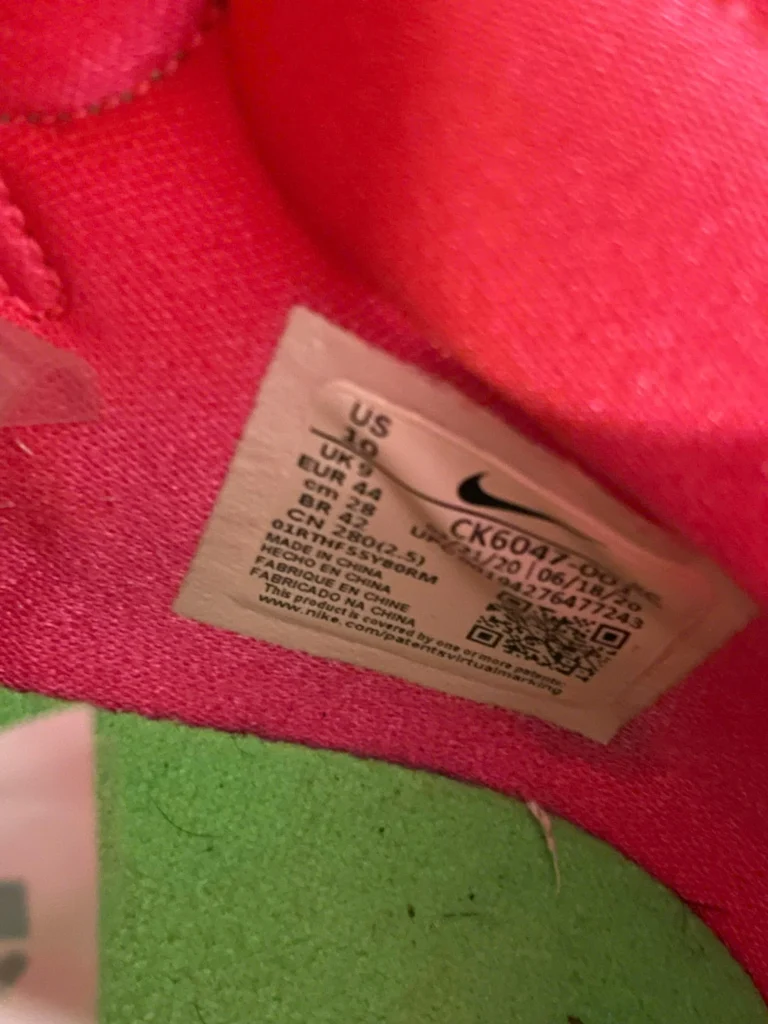 US
10
UK 9
EUR 44
cm 28
BR 42
CN 280(2.5)
MADE IN CHINA
HECHO EN CHINA
FABRIQUE EN CHINE
FABRICADO NA CHINA
This product is covered by one or more patents:
www.nike.com/patentsvirtualmarking
06/18/20
194276477243